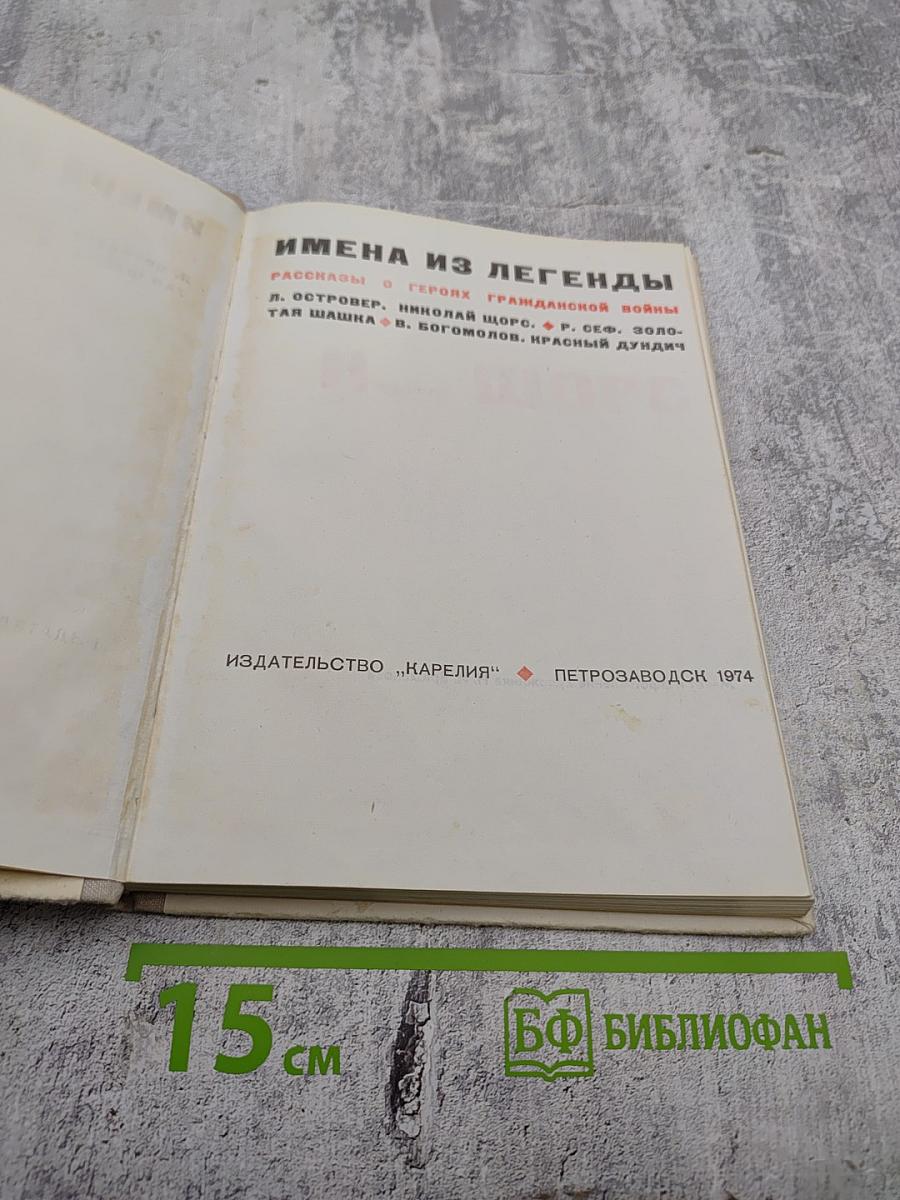 ИМЕНА ИЗ ЛЕГЕНДЫ
РАССКАЗЫ О ГЕРОЯХ ГРАЖДАНСКОЙ ВОЙНЫ
Л. ОСТРОВЕР. НИКОЛАЙ ЩОРС. ◆ Р. СЕФ. ЗОЛО-
ТАЯ ШАШКА ◆ В. БОГОМОЛОВ. КРАСНЫЙ ДУНДИЧ
ИЗДАТЕЛЬСТВО „КАРЕЛИЯ“ ◆ ПЕТРОЗАВОДСК 1974
15 см
БФ БИБЛИОФАН